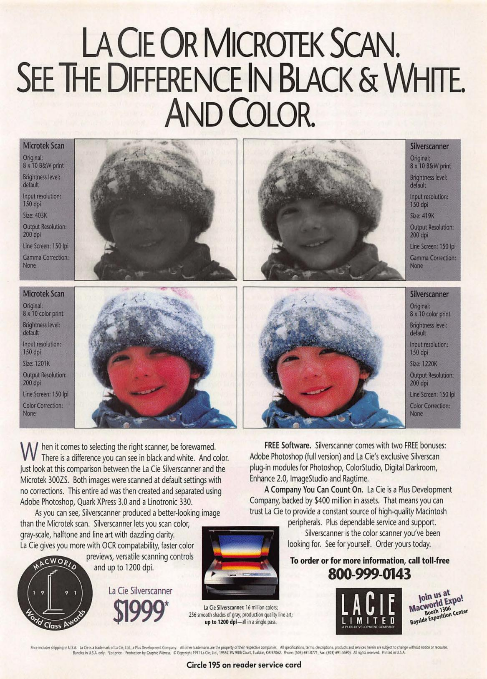 LA CIE OR MICROTEK SCAN.
SEE THE DIFFERENCE IN BLACK & WHITE.
AND COLOR.
Microtek Scan
Original:
8 x 10 B&W print
Brightness level:
default
Input resolution:
150 dpi
Size: 403K
Output Resolution:
200 dpi
Line Screen: 150 lpi
Gamma Correction:
None
Silverscanner
Original:
8 x 10 B&W print
Brightness level:
default
Input resolution:
150 dpi
Size: 419K
Output Resolution:
200 dpi
Line Screen: 150 lpi
Gamma Correction:
None
Microtek Scan
Original:
8 x 10 color print
Brightness level:
default
Input resolution:
150 dpi
Size: 1201K
Output Resolution:
200 dpi
Line Screen: 150 lpi
Color Correction:
None
Silverscanner
Original:
8 x 10 color print
Brightness level:
default
Input resolution:
150 dpi
Size: 1220K
Output Resolution:
200 dpi
Line Screen: 150 lpi
Color Correction:
None
When it comes to selecting the right scanner, be forewarned.
There is a difference you can see in black and white. And color.
Just look at this comparison between the La Cie Silverscanner and the
Microtek 300ZS. Both images were scanned at default settings with
no corrections. This entire ad was then created and separated using
Adobe Photoshop, Quark XPress 3.0 and a Linotronic 330.
As you can see, Silverscanner produced a better-looking image
than the Microtek scan. Silverscanner lets you scan color,
gray-scale, halftone and line art with dazzling clarity.
La Cie gives you more with OCR compatability, faster color
previews, versatile scanning controls
and up to 1200 dpi.
MACWORLD
1991
World Class Awards
La Cie Silverscanner
$1999*
FREE Software. Silverscanner comes with two FREE bonuses:
Adobe Photoshop (full version) and La Cie's exclusive Silverscan
plug-in modules for Photoshop, ColorStudio, Digital Darkroom,
Enhance 2.0, ImageStudio and Ragtime.
A Company You Can Count On. La Cie is a Plus Development
Company, backed by $400 million in assets. That means you can
trust La Cie to provide a constant source of high-quality Macintosh
peripherals. Plus dependable service and support.
Silverscanner is the color scanner you've been
looking for. See for yourself. Order yours today.
La Cie Silverscanner: 16 million colors;
256 smooth shades of gray; production quality line art;
up to 1200 dpi—all in a single pass.
To order or for more information, call toll-free
800-999-0143
LACIE
LIMITED
A PLUS DEVELOPMENT COMPANY
Join us at
Macworld Expo!
Booth 1306
Bayside Exposition Center
Circle 195 on reader service card